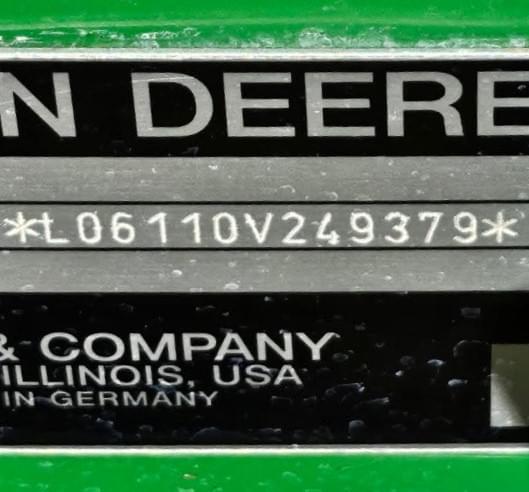 N DEERE
*L06110V249379*
& COMPANY
ILLINOIS, USA
IN GERMANY